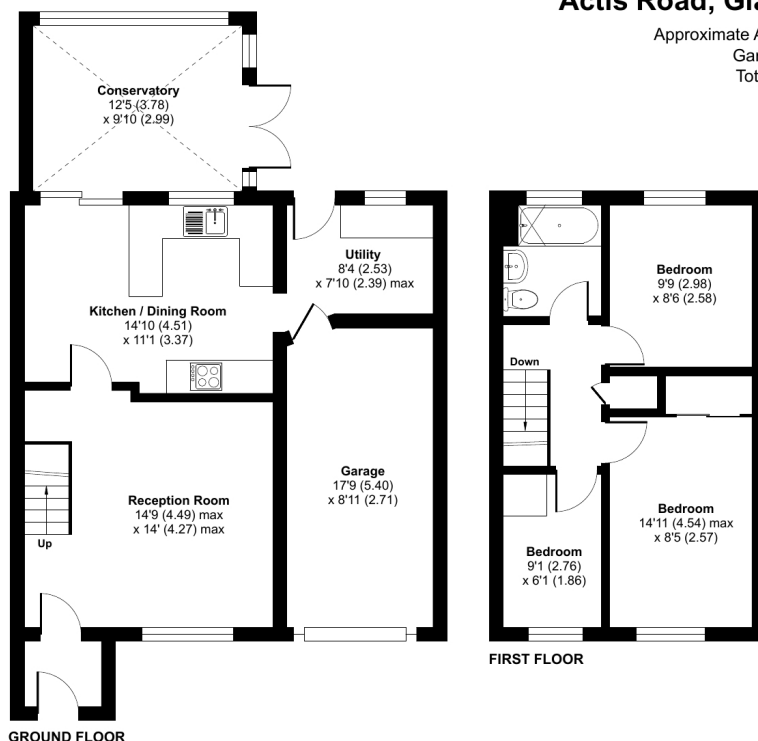 Actis Road,
Approximate
Conservatory
12'5 (3.78)
x 9'10 (2.99)
Utility
8'4 (2.53)
x 7'10 (2.39) max
Kitchen / Dining Room
14'10 (4.51)
x 11'1 (3.37)
Reception Room
14'9 (4.49) max
x 14' (4.27) max
Up
Garage
17'9 (5.40)
x 8'11 (2.71)
GROUND FLOOR
Bedroom
9'9 (2.98)
x 8'6 (2.58)
Down
Bedroom
14'11 (4.54) max
x 8'5 (2.57)
Bedroom
9'1 (2.76)
x 6'1 (1.86)
FIRST FLOOR